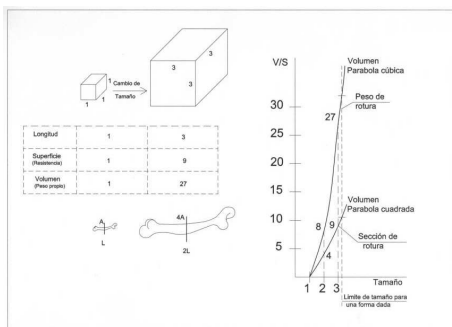 3
3
3
1
1
1
Cambio de
Tamaño
Longitud 1 3
Superficie 1 9
(Resistencia)
Volumen 1 27
(Peso propio)
A
L
4A
2L
V/S
30
25
20
15
10
5
Volumen
Parabola cúbica
Peso de
rotura
27
Volumen
Parabola cuadrada
8
9
4
Sección de
rotura
Tamaño
1 2 3
Límite de tamaño para
una forma dada